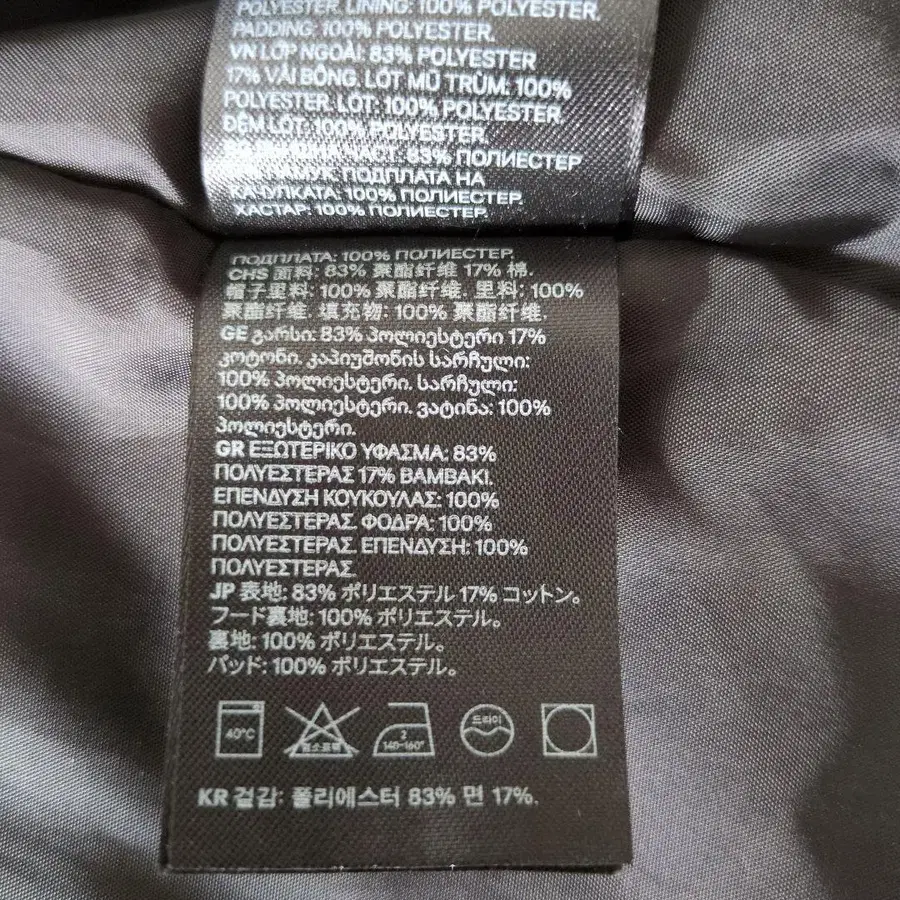 POLYESTER. LINING: 100% POLYESTER.
PADDING: 100% POLYESTER.
VN LỚP NGOÀI: 83% POLYESTER
17% VẢI BÔNG. LÓT MŨ TRÙM: 100%
POLYESTER. LÓT: 100% POLYESTER.
ĐỆM LÓT: 100% POLYESTER.
ЧАСТ: 83% ПОЛИЕСТЕР
ПАМУК. ПОДПЛАТА НА
КАЧУЛКАТА: 100% ПОЛИЕСТЕР.
ХАСТАР: 100% ПОЛИЕСТЕР.
ПОДПЛАТА: 100% ПОЛИЕСТЕР.
CHS 面料: 83% 聚酯纤维 17% 棉.
帽子里料: 100% 聚酯纤维. 里料: 100%
聚酯纤维. 填充物: 100% 聚酯纤维.
GE გარსი: 83% პოლიესტერი 17%
კოტონი. კაპიუშონის სარჩული:
100% პოლიესტერი. სარჩული:
100% პოლიესტერი. ვატინა: 100%
პოლიესტერი.
GR ΕΞΩΤΕΡΙΚΟ ΥΦΑΣΜΑ: 83%
ΠΟΛΥΕΣΤΕΡΑΣ 17% ΒΑΜΒΑΚΙ.
ΕΠΕΝΔΥΣΗ ΚΟΥΚΟΥΛΑΣ: 100%
ΠΟΛΥΕΣΤΕΡΑΣ. ΦΟΔΡΑ: 100%
ΠΟΛΥΕΣΤΕΡΑΣ. ΕΠΕΝΔΥΣΗ: 100%
ΠΟΛΥΕΣΤΕΡΑΣ.
JP 表地: 83% ポリエステル 17% コットン。
フード裏地: 100% ポリエステル。
裏地: 100% ポリエステル。
パッド: 100% ポリエステル。
40°C 염소표백 2 140-160° 드라이
KR 겉감: 폴리에스터 83% 면 17%.